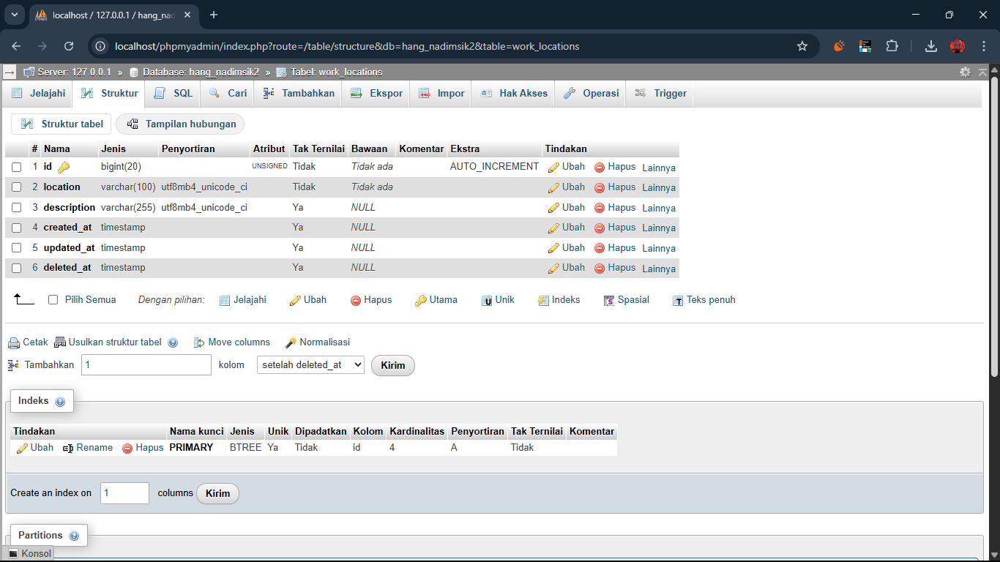 localhost / 127.0.0.1 / hang_nad
localhost/phpmyadmin/index.php?route=/table/structure&db=hang_nadimsik2&table=work_locations
Server: 127.0.0.1 » Database: hang_nadimsik2 » Tabel: work_locations
Jelajahi Struktur SQL Cari Tambahkan Ekspor Impor Hak Akses Operasi Trigger
Struktur tabel Tampilan hubungan
# Nama Jenis Penyortiran Atribut Tak Ternilai Bawaan Komentar Ekstra Tindakan
1 id bigint(20) UNSIGNED Tidak Tidak ada AUTO_INCREMENT Ubah Hapus Lainnya
2 location varchar(100) utf8mb4_unicode_ci Tidak Tidak ada Ubah Hapus Lainnya
3 description varchar(255) utf8mb4_unicode_ci Ya NULL Ubah Hapus Lainnya
4 created_at timestamp Ya NULL Ubah Hapus Lainnya
5 updated_at timestamp Ya NULL Ubah Hapus Lainnya
6 deleted_at timestamp Ya NULL Ubah Hapus Lainnya
Pilih Semua Dengan pilihan: Jelajahi Ubah Hapus Utama Unik Indeks Spasial Teks penuh
Cetak Usulkan struktur tabel Move columns Normalisasi
Tambahkan 1 kolom setelah deleted_at Kirim
Indeks
Tindakan Nama kunci Jenis Unik Dipadatkan Kolom Kardinalitas Penyortiran Tak Ternilai Komentar
Ubah Rename Hapus PRIMARY BTREE Ya Tidak id 4 A Tidak
Create an index on 1 columns Kirim
Partitions
Konsol